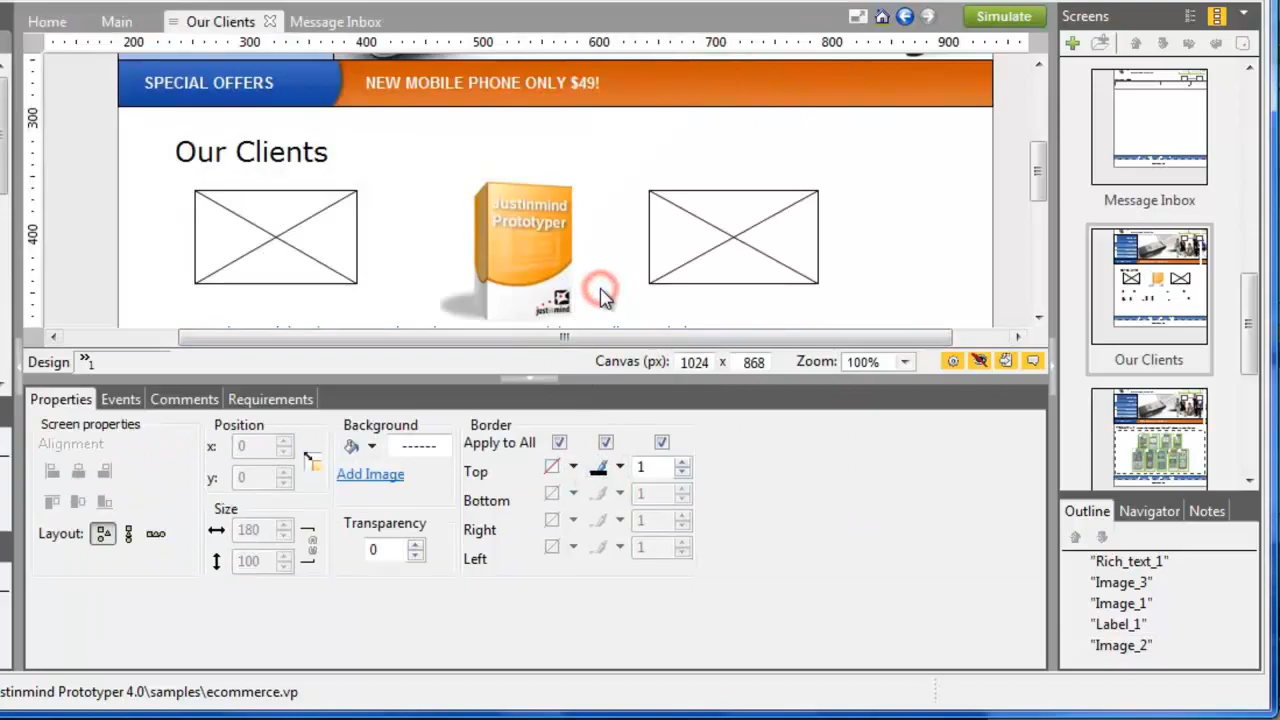 Home Main Our Clients Message Inbox Simulate Screens
200 300 400 500 600 700 800 900
SPECIAL OFFERS NEW MOBILE PHONE ONLY $49!
300
Our Clients
400
Justinmind
Prototyper
justinmind
Message Inbox
Our Clients
Design 1 Canvas (px): 1024 x 868 Zoom: 100%
Properties Events Comments Requirements
Screen properties Position Background Border
Alignment x: 0 Apply to All
Add Image Top 1
y: 0
Bottom 1
Size
Layout: 180 Transparency Right 1
0
100 Left 1
Outline Navigator Notes
"Rich_text_1"
"Image_3"
"Image_1"
"Label_1"
"Image_2"
stinmind Prototyper 4.0\samples\ecommerce.vp